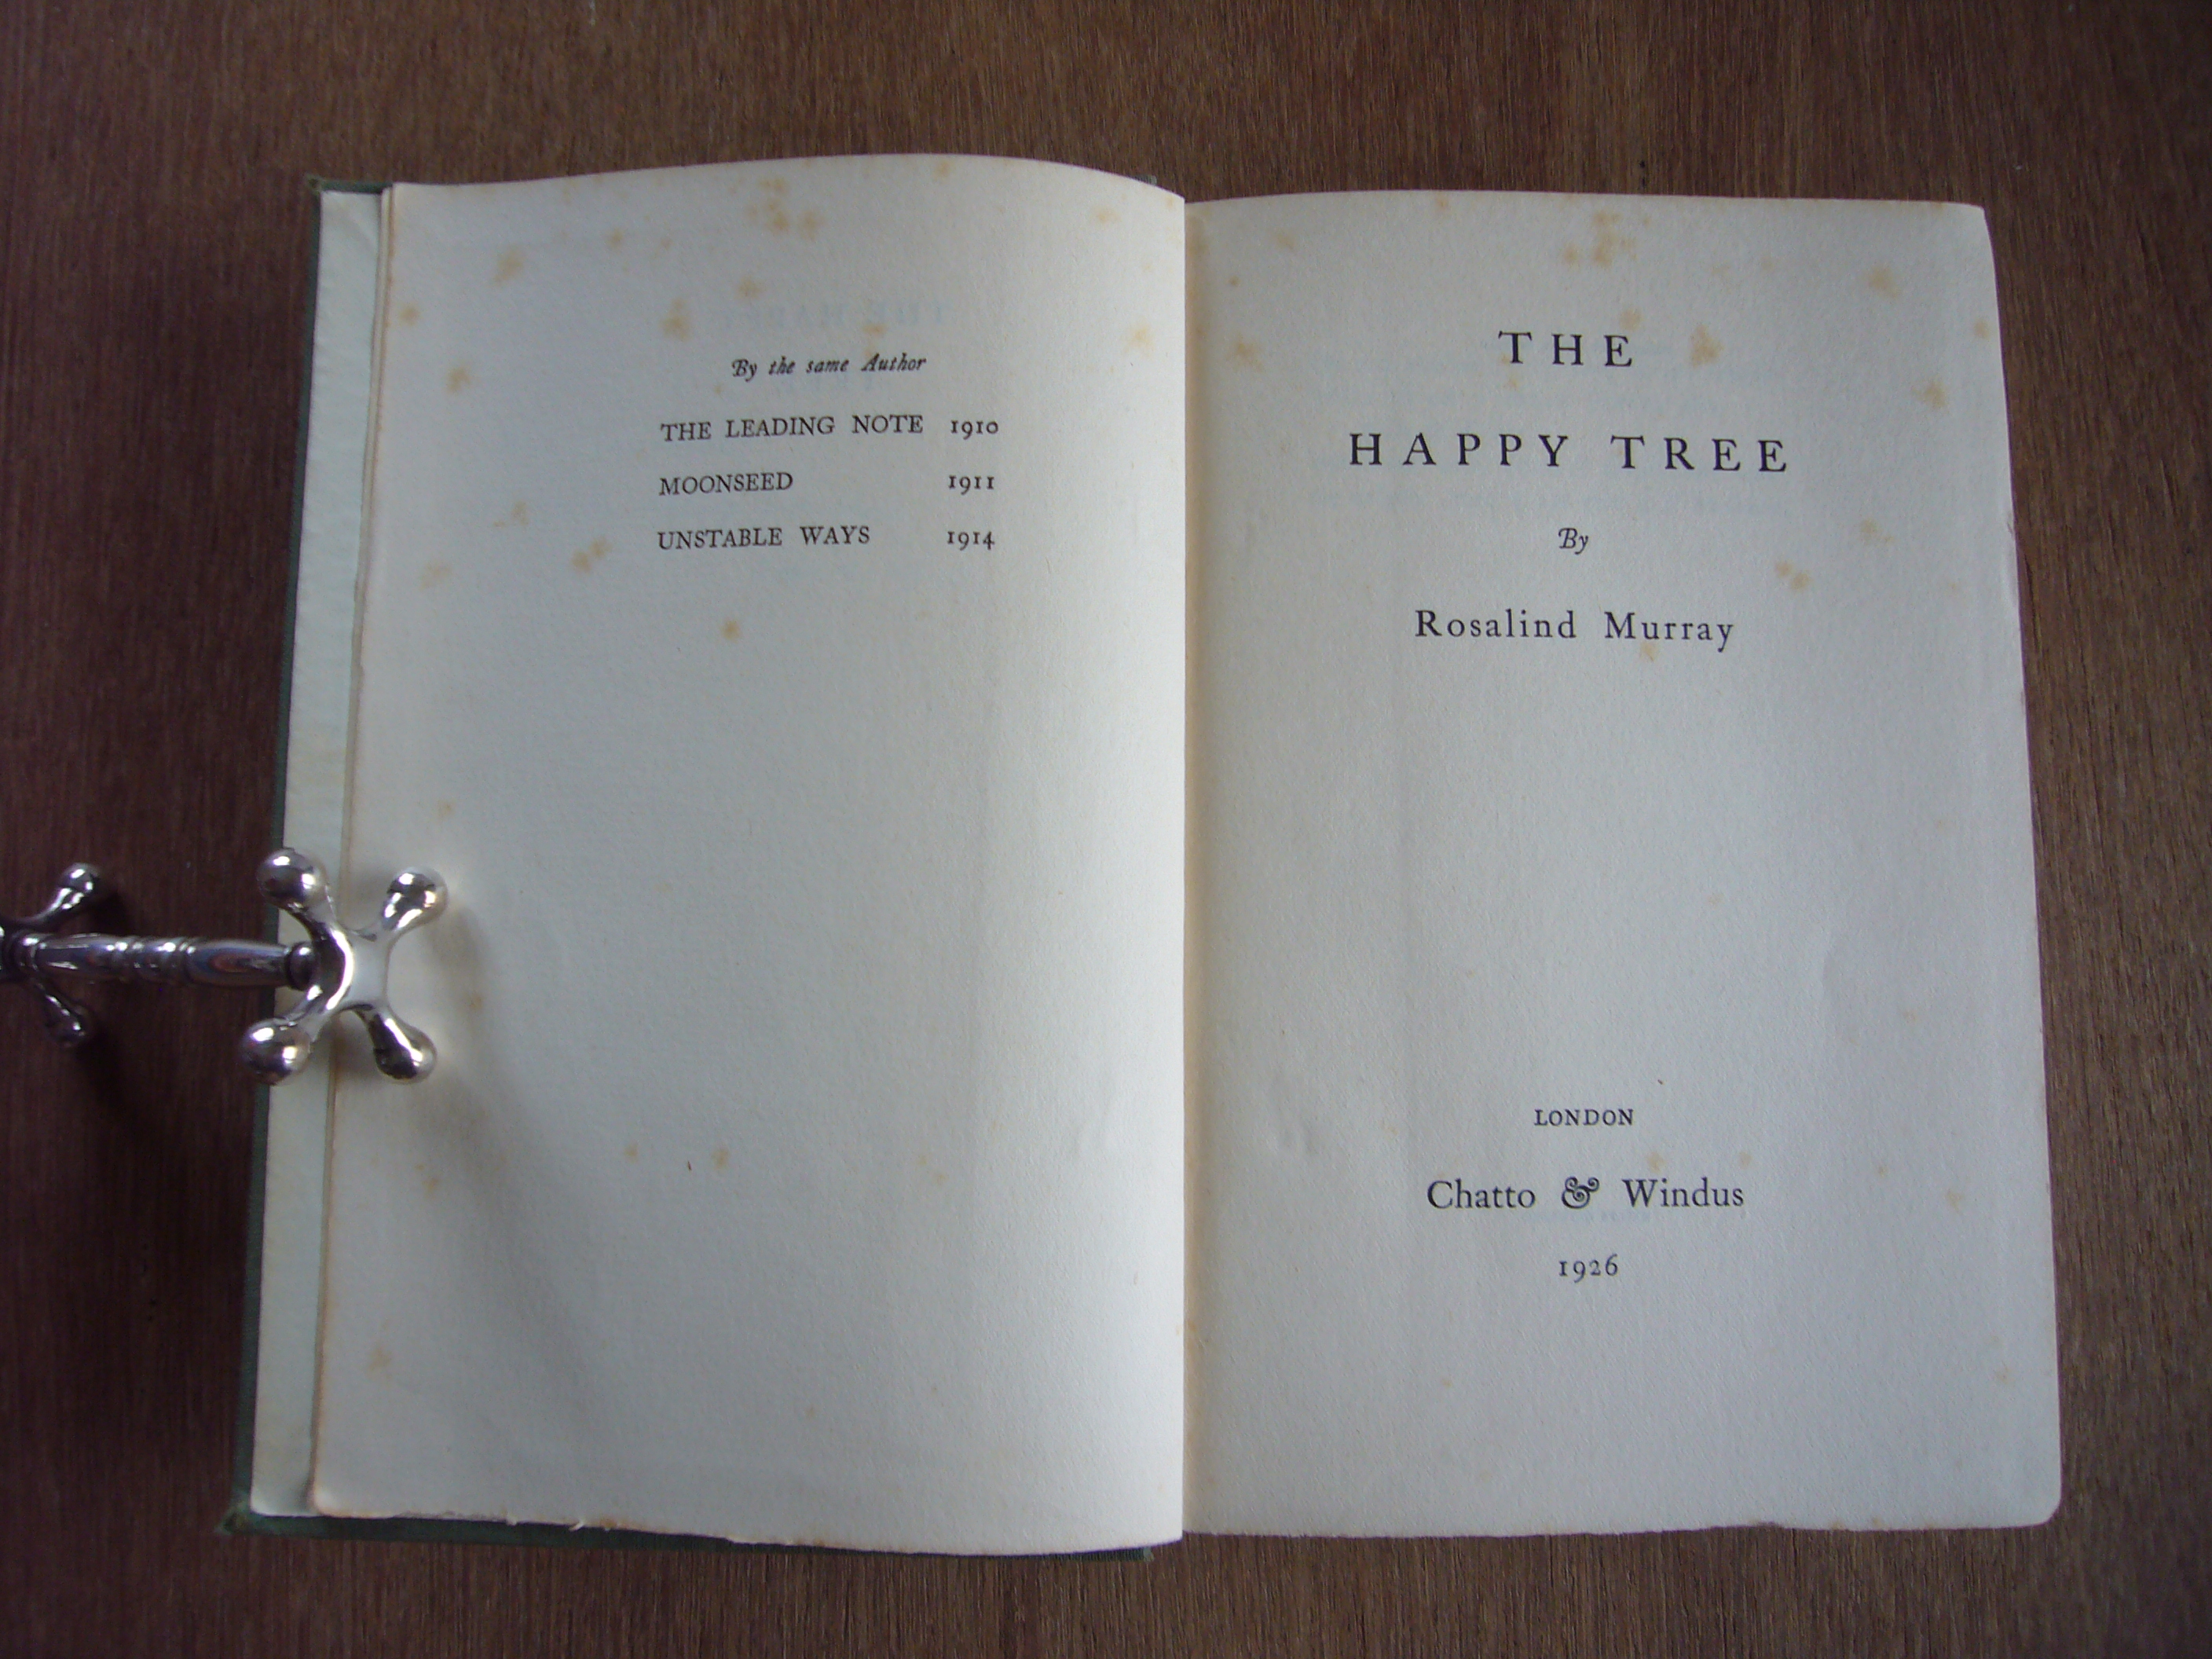 By the same Author
THE LEADING NOTE 1910
MOONSEED 1911
UNSTABLE WAYS 1914
THE
HAPPY TREE
By
Rosalind Murray
LONDON
Chatto & Windus
1926